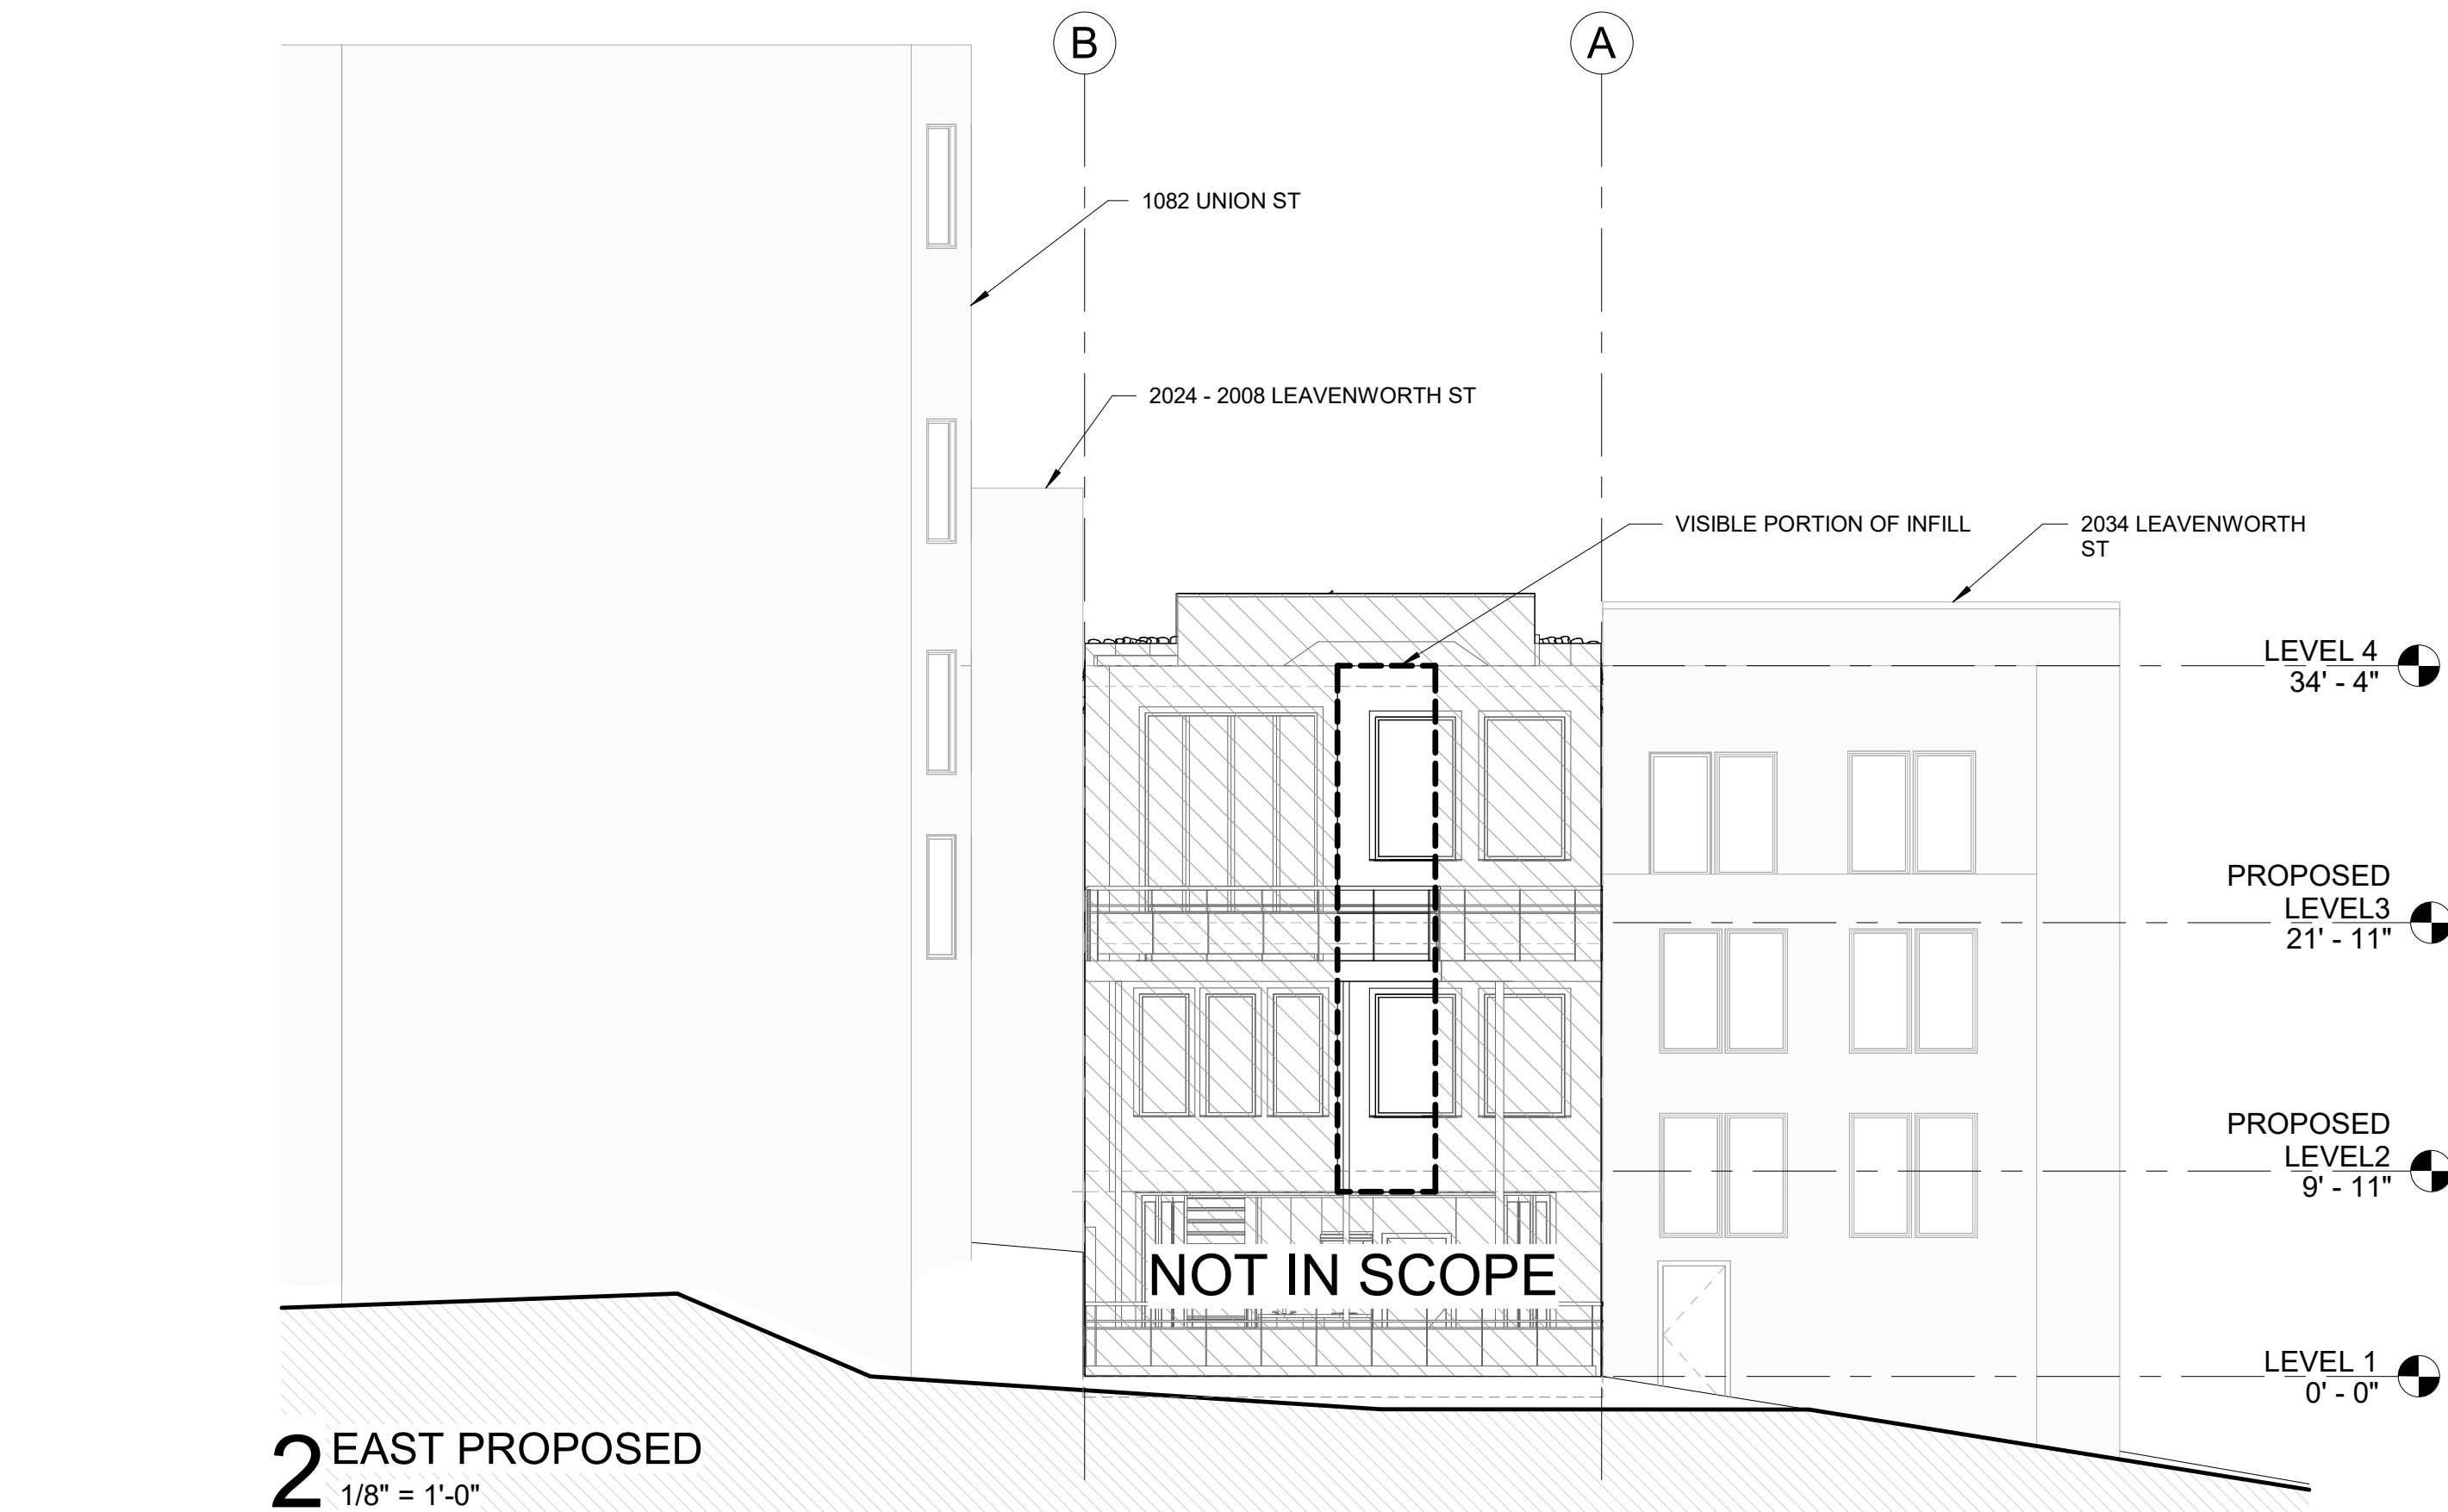 B
A
1082 UNION ST
2024 - 2008 LEAVENWORTH ST
VISIBLE PORTION OF INFILL
2034 LEAVENWORTH
ST
LEVEL 4
34' - 4"
PROPOSED
LEVEL3
21' - 11"
PROPOSED
LEVEL2
9' - 11"
NOT IN SCOPE
LEVEL 1
0' - 0"
2 EAST PROPOSED
1/8" = 1'-0"